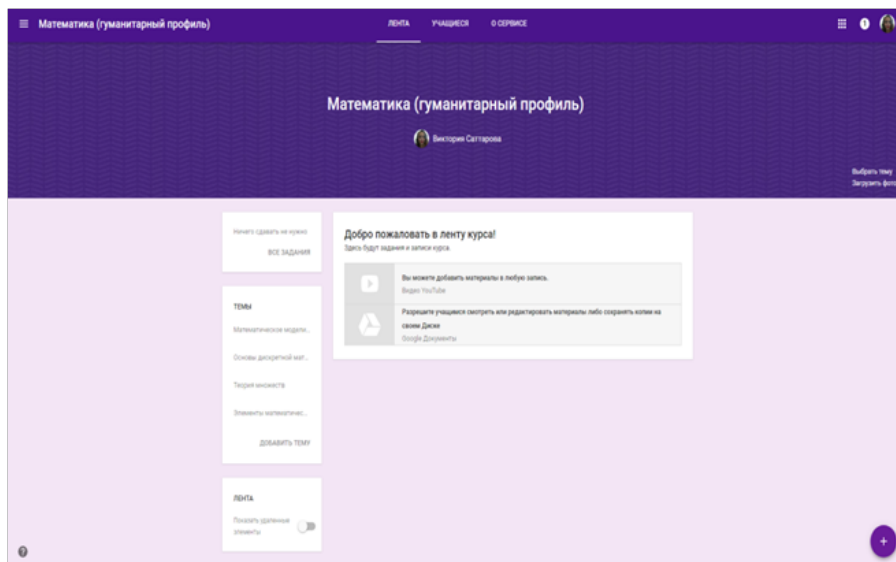 Математика (гуманитарный профиль)
ЛЕНТА УЧАЩИЕСЯ О СЕРВИСЕ
1
Математика (гуманитарный профиль)
Виктория Саттарова
Выбрать тему
Загрузить фото
Ничего сдавать не нужно
ВСЕ ЗАДАНИЯ
Добро пожаловать в ленту курса!
Здесь будут задания и записи курса.
Вы можете добавить материалы в любую запись.
Видео YouTube
Разрешите учащимся смотреть или редактировать материалы либо сохранять копии на
своем Диске
Google Документы
ТЕМЫ
Математическое модели...
Основы дискретной мат...
Теория множеств
Элементы математичес...
ДОБАВИТЬ ТЕМУ
ЛЕНТА
Показать удаленные
элементы
?
+